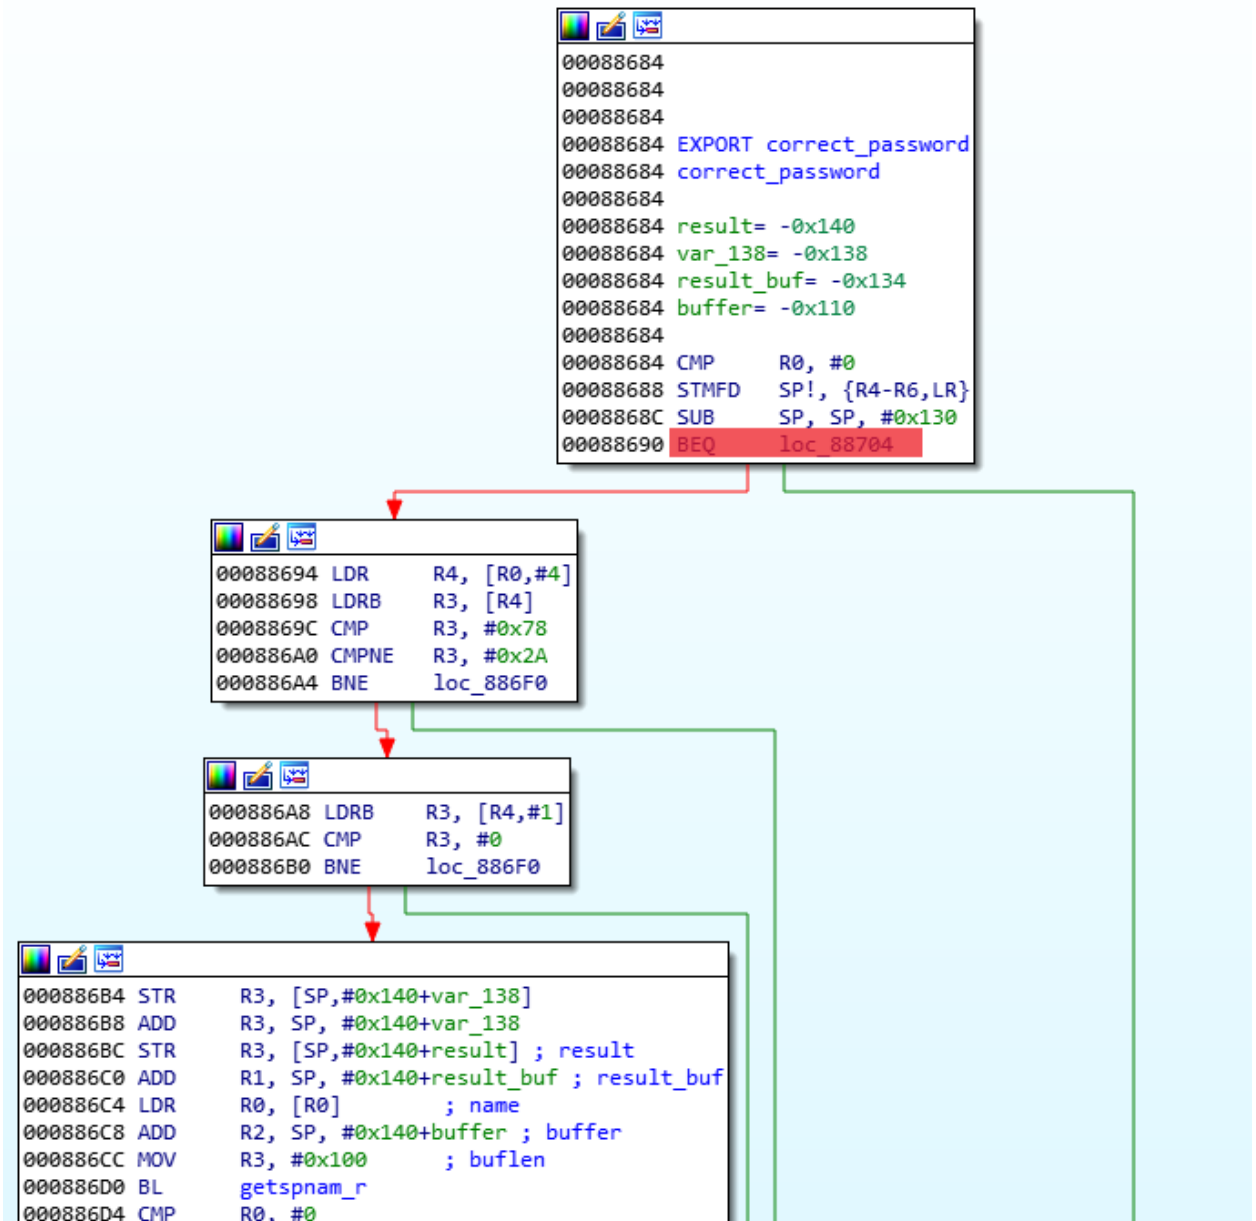 00088684
00088684
00088684
00088684 EXPORT correct_password
00088684 correct_password
00088684
00088684 result= -0x140
00088684 var_138= -0x138
00088684 result_buf= -0x134
00088684 buffer= -0x110
00088684
00088684 CMP R0, #0
00088688 STMFD SP!, {R4-R6,LR}
0008868C SUB SP, SP, #0x130
00088690 BEQ loc_88704
00088694 LDR R4, [R0,#4]
00088698 LDRB R3, [R4]
0008869C CMP R3, #0x78
000886A0 CMPNE R3, #0x2A
000886A4 BNE loc_886F0
000886A8 LDRB R3, [R4,#1]
000886AC CMP R3, #0
000886B0 BNE loc_886F0
000886B4 STR R3, [SP,#0x140+var_138]
000886B8 ADD R3, SP, #0x140+var_138
000886BC STR R3, [SP,#0x140+result] ; result
000886C0 ADD R1, SP, #0x140+result_buf ; result_buf
000886C4 LDR R0, [R0] ; name
000886C8 ADD R2, SP, #0x140+buffer ; buffer
000886CC MOV R3, #0x100 ; buflen
000886D0 BL getspnam_r
000886D4 CMP R0, #0